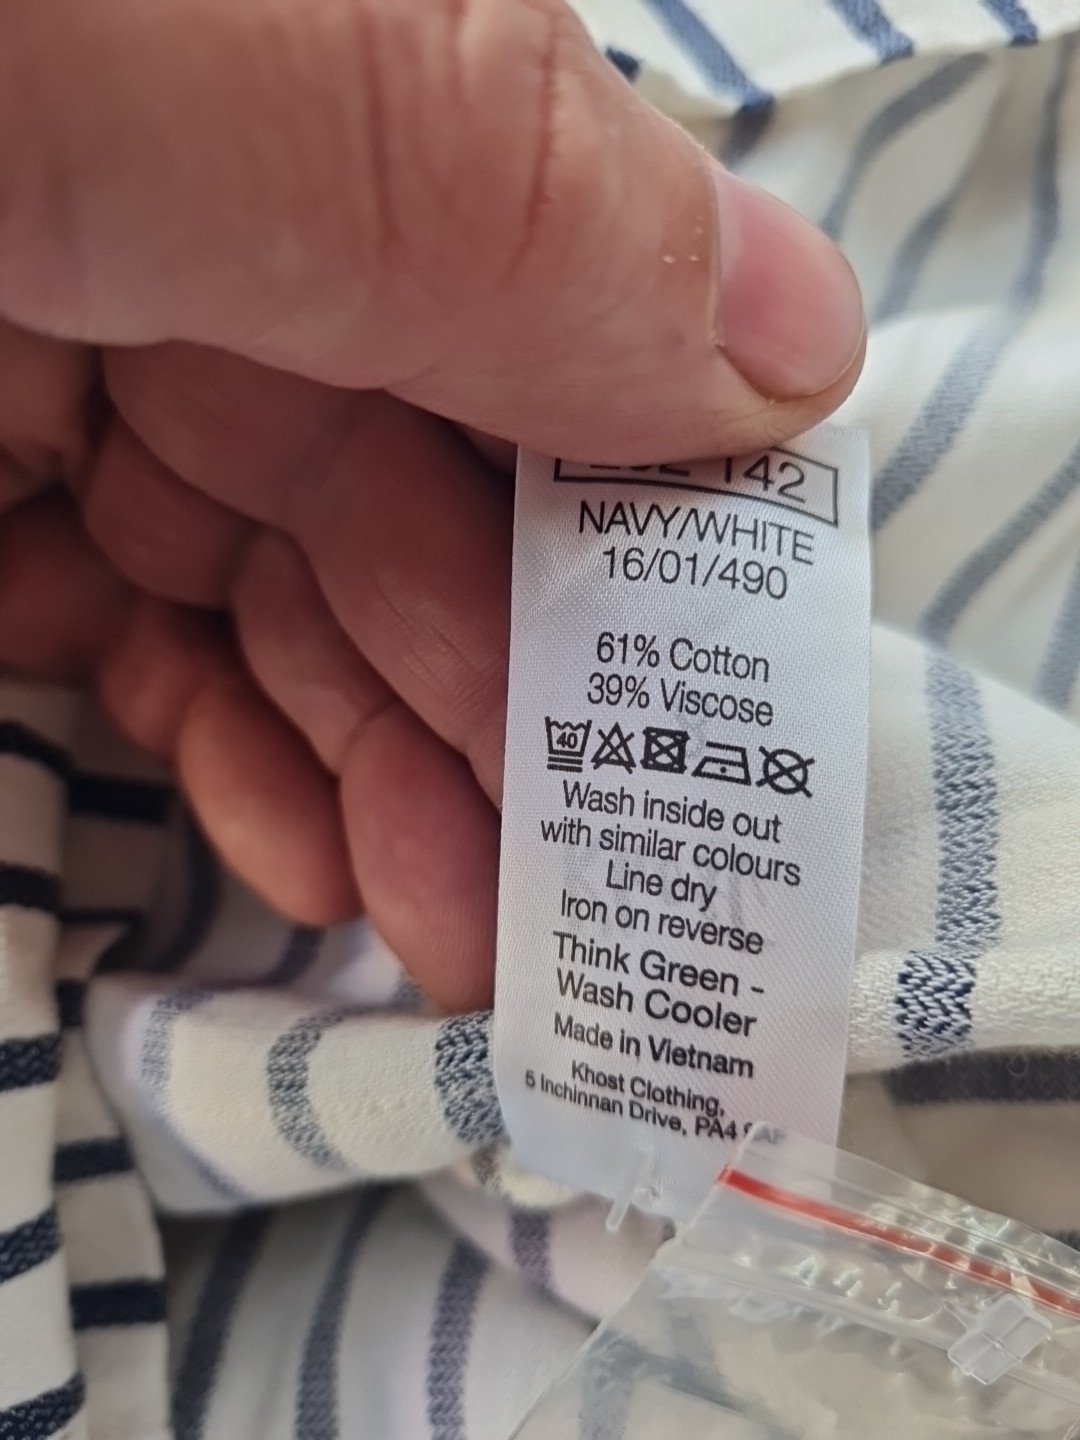 142
NAVY/WHITE
16/01/490
61% Cotton
39% Viscose
40
Wash inside out
with similar colours
Line dry
Iron on reverse
Think Green -
Wash Cooler
Made in Vietnam
Khost Clothing,
5 Inchinnan Drive, PA4